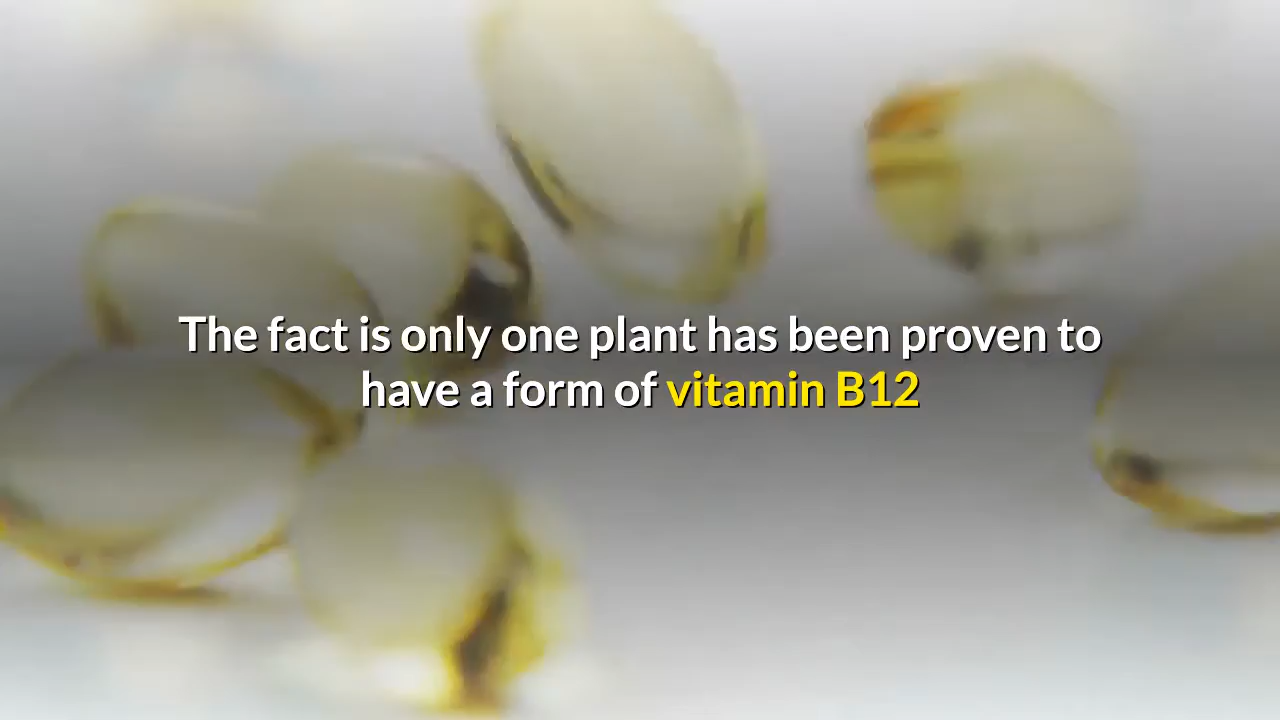 The fact is only one plant has been proven to
have a form of vitamin B12